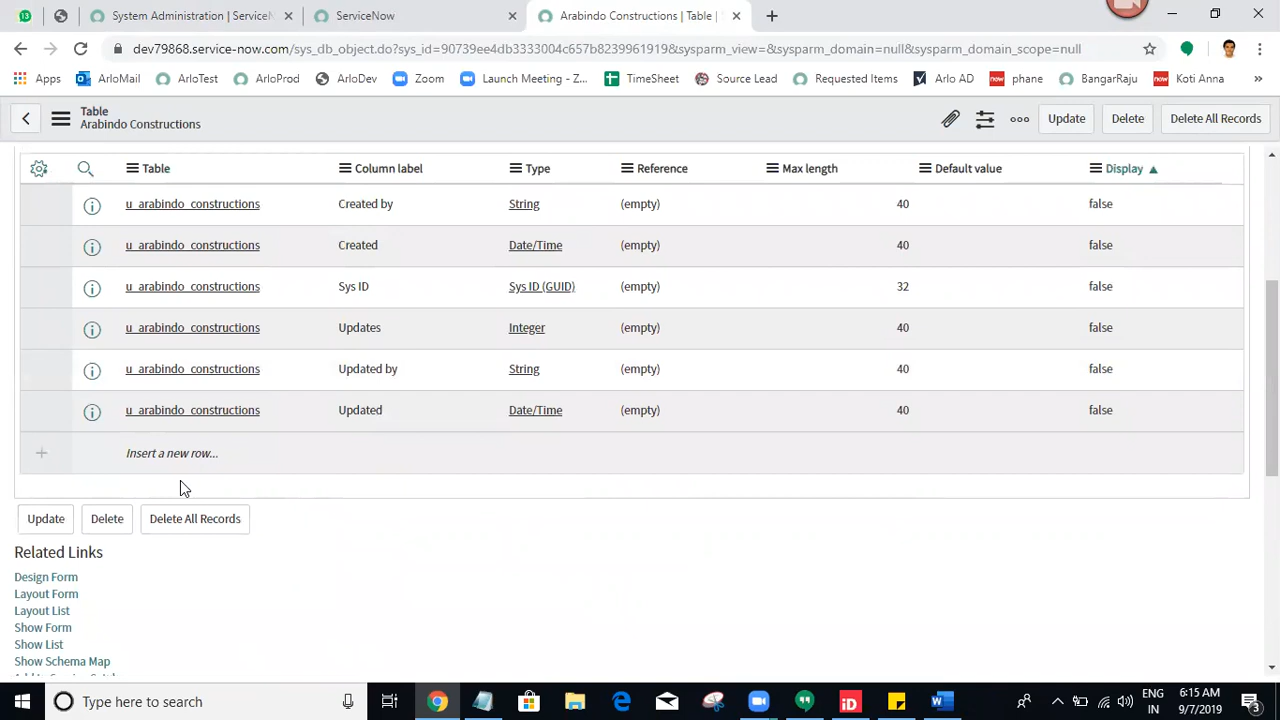 System Administration | Service
ServiceNow
Arabindo Constructions | Table |
dev79868.service-now.com/sys_db_object.do?sys_id=90739ee4db3333004c657b8239961919&sysparm_view=&sysparm_domain=null&sysparm_domain_scope=null
Apps ArloMail ArloTest ArloProd ArloDev Zoom Launch Meeting - Z... TimeSheet Source Lead Requested Items Arlo AD now phane BangarRaju now Koti Anna »
Table
Arabindo Constructions
Update Delete Delete All Records
Table Column label Type Reference Max length Default value Display
u_arabindo_constructions Created by String (empty) 40 false
u_arabindo_constructions Created Date/Time (empty) 40 false
u_arabindo_constructions Sys ID Sys ID (GUID) (empty) 32 false
u_arabindo_constructions Updates Integer (empty) 40 false
u_arabindo_constructions Updated by String (empty) 40 false
u_arabindo_constructions Updated Date/Time (empty) 40 false
Insert a new row...
Update Delete Delete All Records
Related Links
Design Form
Layout Form
Layout List
Show Form
Show List
Show Schema Map
Type here to search
ENG
IN
6:15 AM
9/7/2019
3